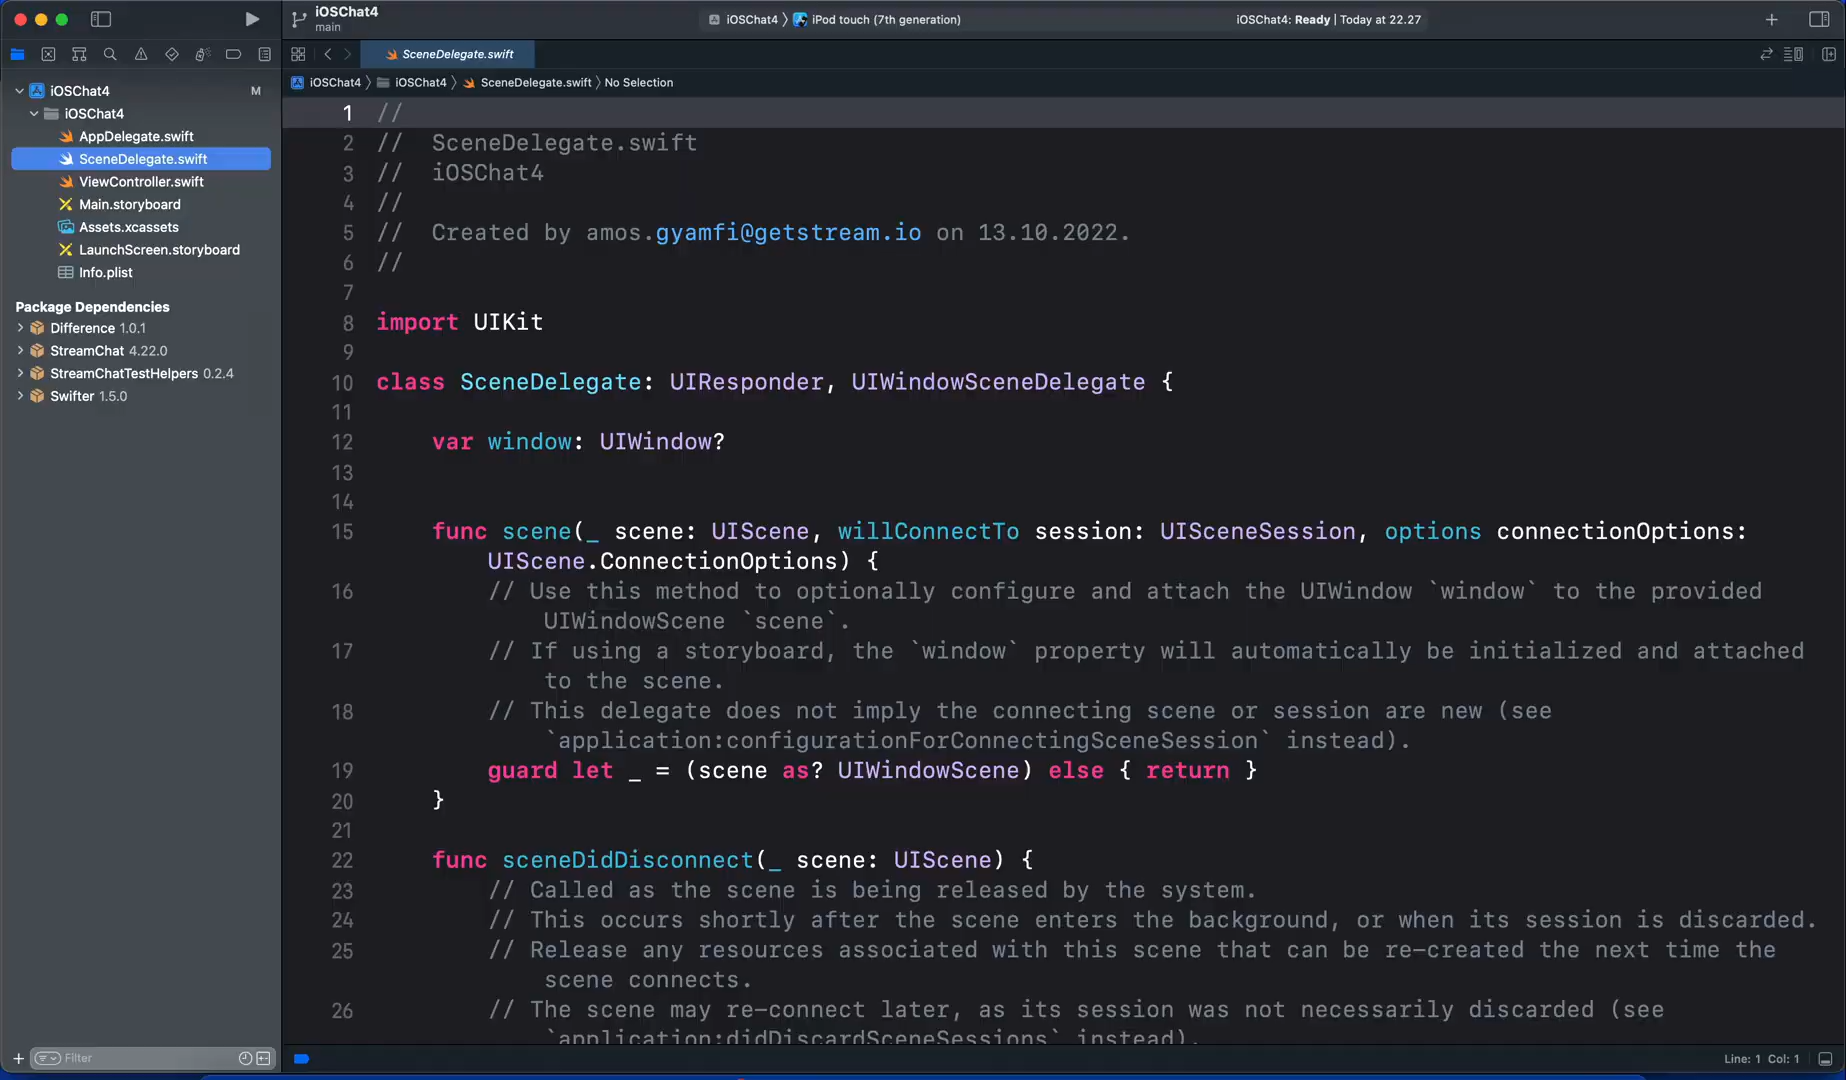 iOSChat4
main
iOSChat4 〉 iPod touch (7th generation)
iOSChat4: Ready | Today at 22.27
SceneDelegate.swift
iOSChat4 〉 iOSChat4 〉 SceneDelegate.swift 〉 No Selection
iOSChat4 M
iOSChat4
AppDelegate.swift
SceneDelegate.swift
ViewController.swift
Main.storyboard
Assets.xcassets
LaunchScreen.storyboard
Info.plist
Package Dependencies
Difference 1.0.1
StreamChat 4.22.0
StreamChatTestHelpers 0.2.4
Swifter 1.5.0
Filter
1 //
2 // SceneDelegate.swift
3 // iOSChat4
4 //
5 // Created by amos.gyamfi@getstream.io on 13.10.2022.
6 //
7
8 import UIKit
9
10 class SceneDelegate: UIResponder, UIWindowSceneDelegate {
11
12 var window: UIWindow?
13
14
15 func scene(_ scene: UIScene, willConnectTo session: UISceneSession, options connectionOptions:
UIScene.ConnectionOptions) {
16 // Use this method to optionally configure and attach the UIWindow `window` to the provided
UIWindowScene `scene`.
17 // If using a storyboard, the `window` property will automatically be initialized and attached
to the scene.
18 // This delegate does not imply the connecting scene or session are new (see
`application:configurationForConnectingSceneSession` instead).
19 guard let _ = (scene as? UIWindowScene) else { return }
20 }
21
22 func sceneDidDisconnect(_ scene: UIScene) {
23 // Called as the scene is being released by the system.
24 // This occurs shortly after the scene enters the background, or when its session is discarded.
25 // Release any resources associated with this scene that can be re-created the next time the
scene connects.
26 // The scene may re-connect later, as its session was not necessarily discarded (see
`application:didDiscardSceneSessions` instead).
Line: 1 Col: 1